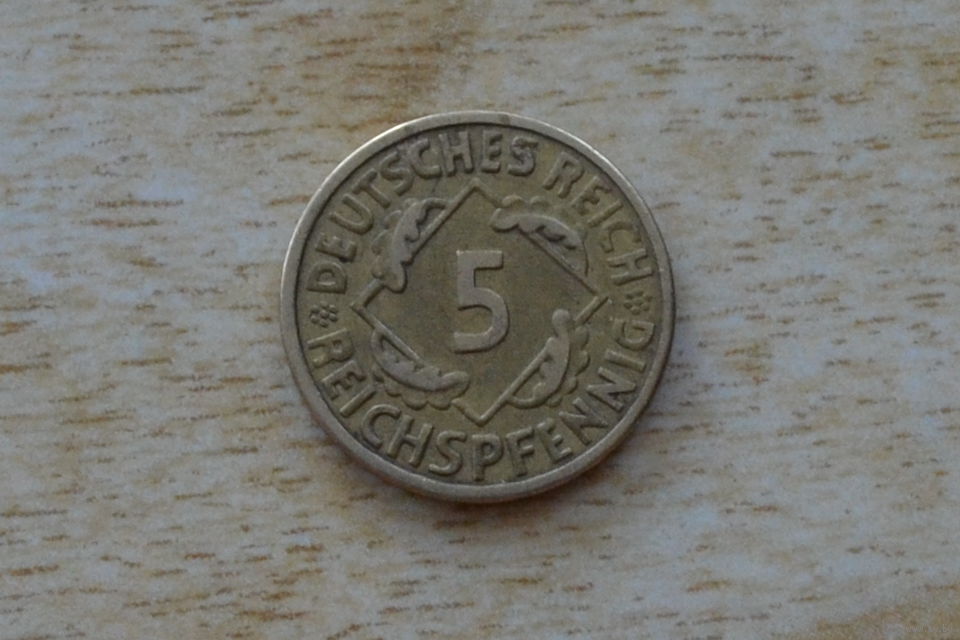 DEUTSCHES REICH
5
REICHSPFENNIG